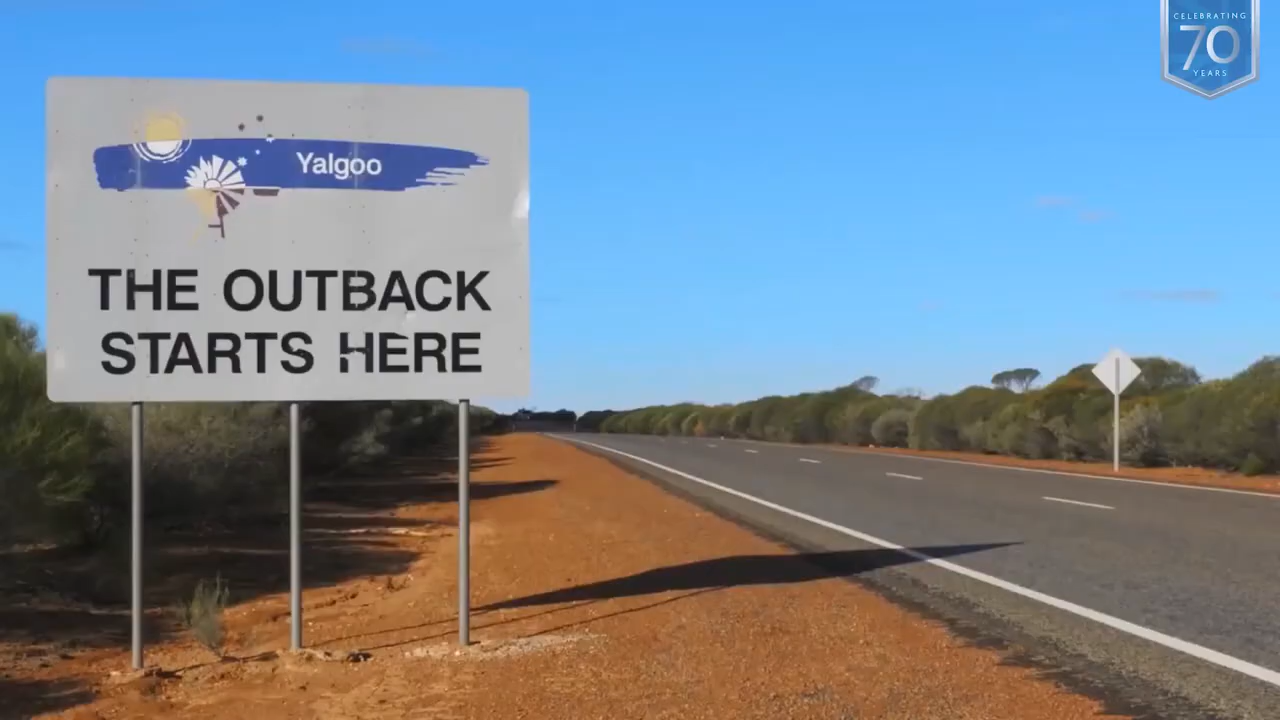 CELEBRATING
70
YEARS
Yalgoo
THE OUTBACK
STARTS HERE